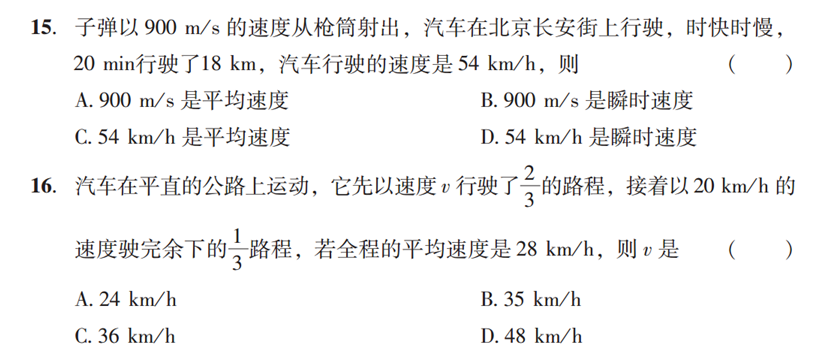 15. 子弹以 900 m/s 的速度从枪筒射出，汽车在北京长安街上行驶，时快时慢，
20 min行驶了18 km，汽车行驶的速度是 54 km/h，则 （　　）
A. 900 m/s 是平均速度 B. 900 m/s 是瞬时速度
C. 54 km/h 是平均速度 D. 54 km/h 是瞬时速度
16. 汽车在平直的公路上运动，它先以速度 v 行驶了2/3的路程，接着以 20 km/h 的
速度驶完余下的1/3路程，若全程的平均速度是 28 km/h，则 v 是 （　　）
A. 24 km/h B. 35 km/h
C. 36 km/h D. 48 km/h